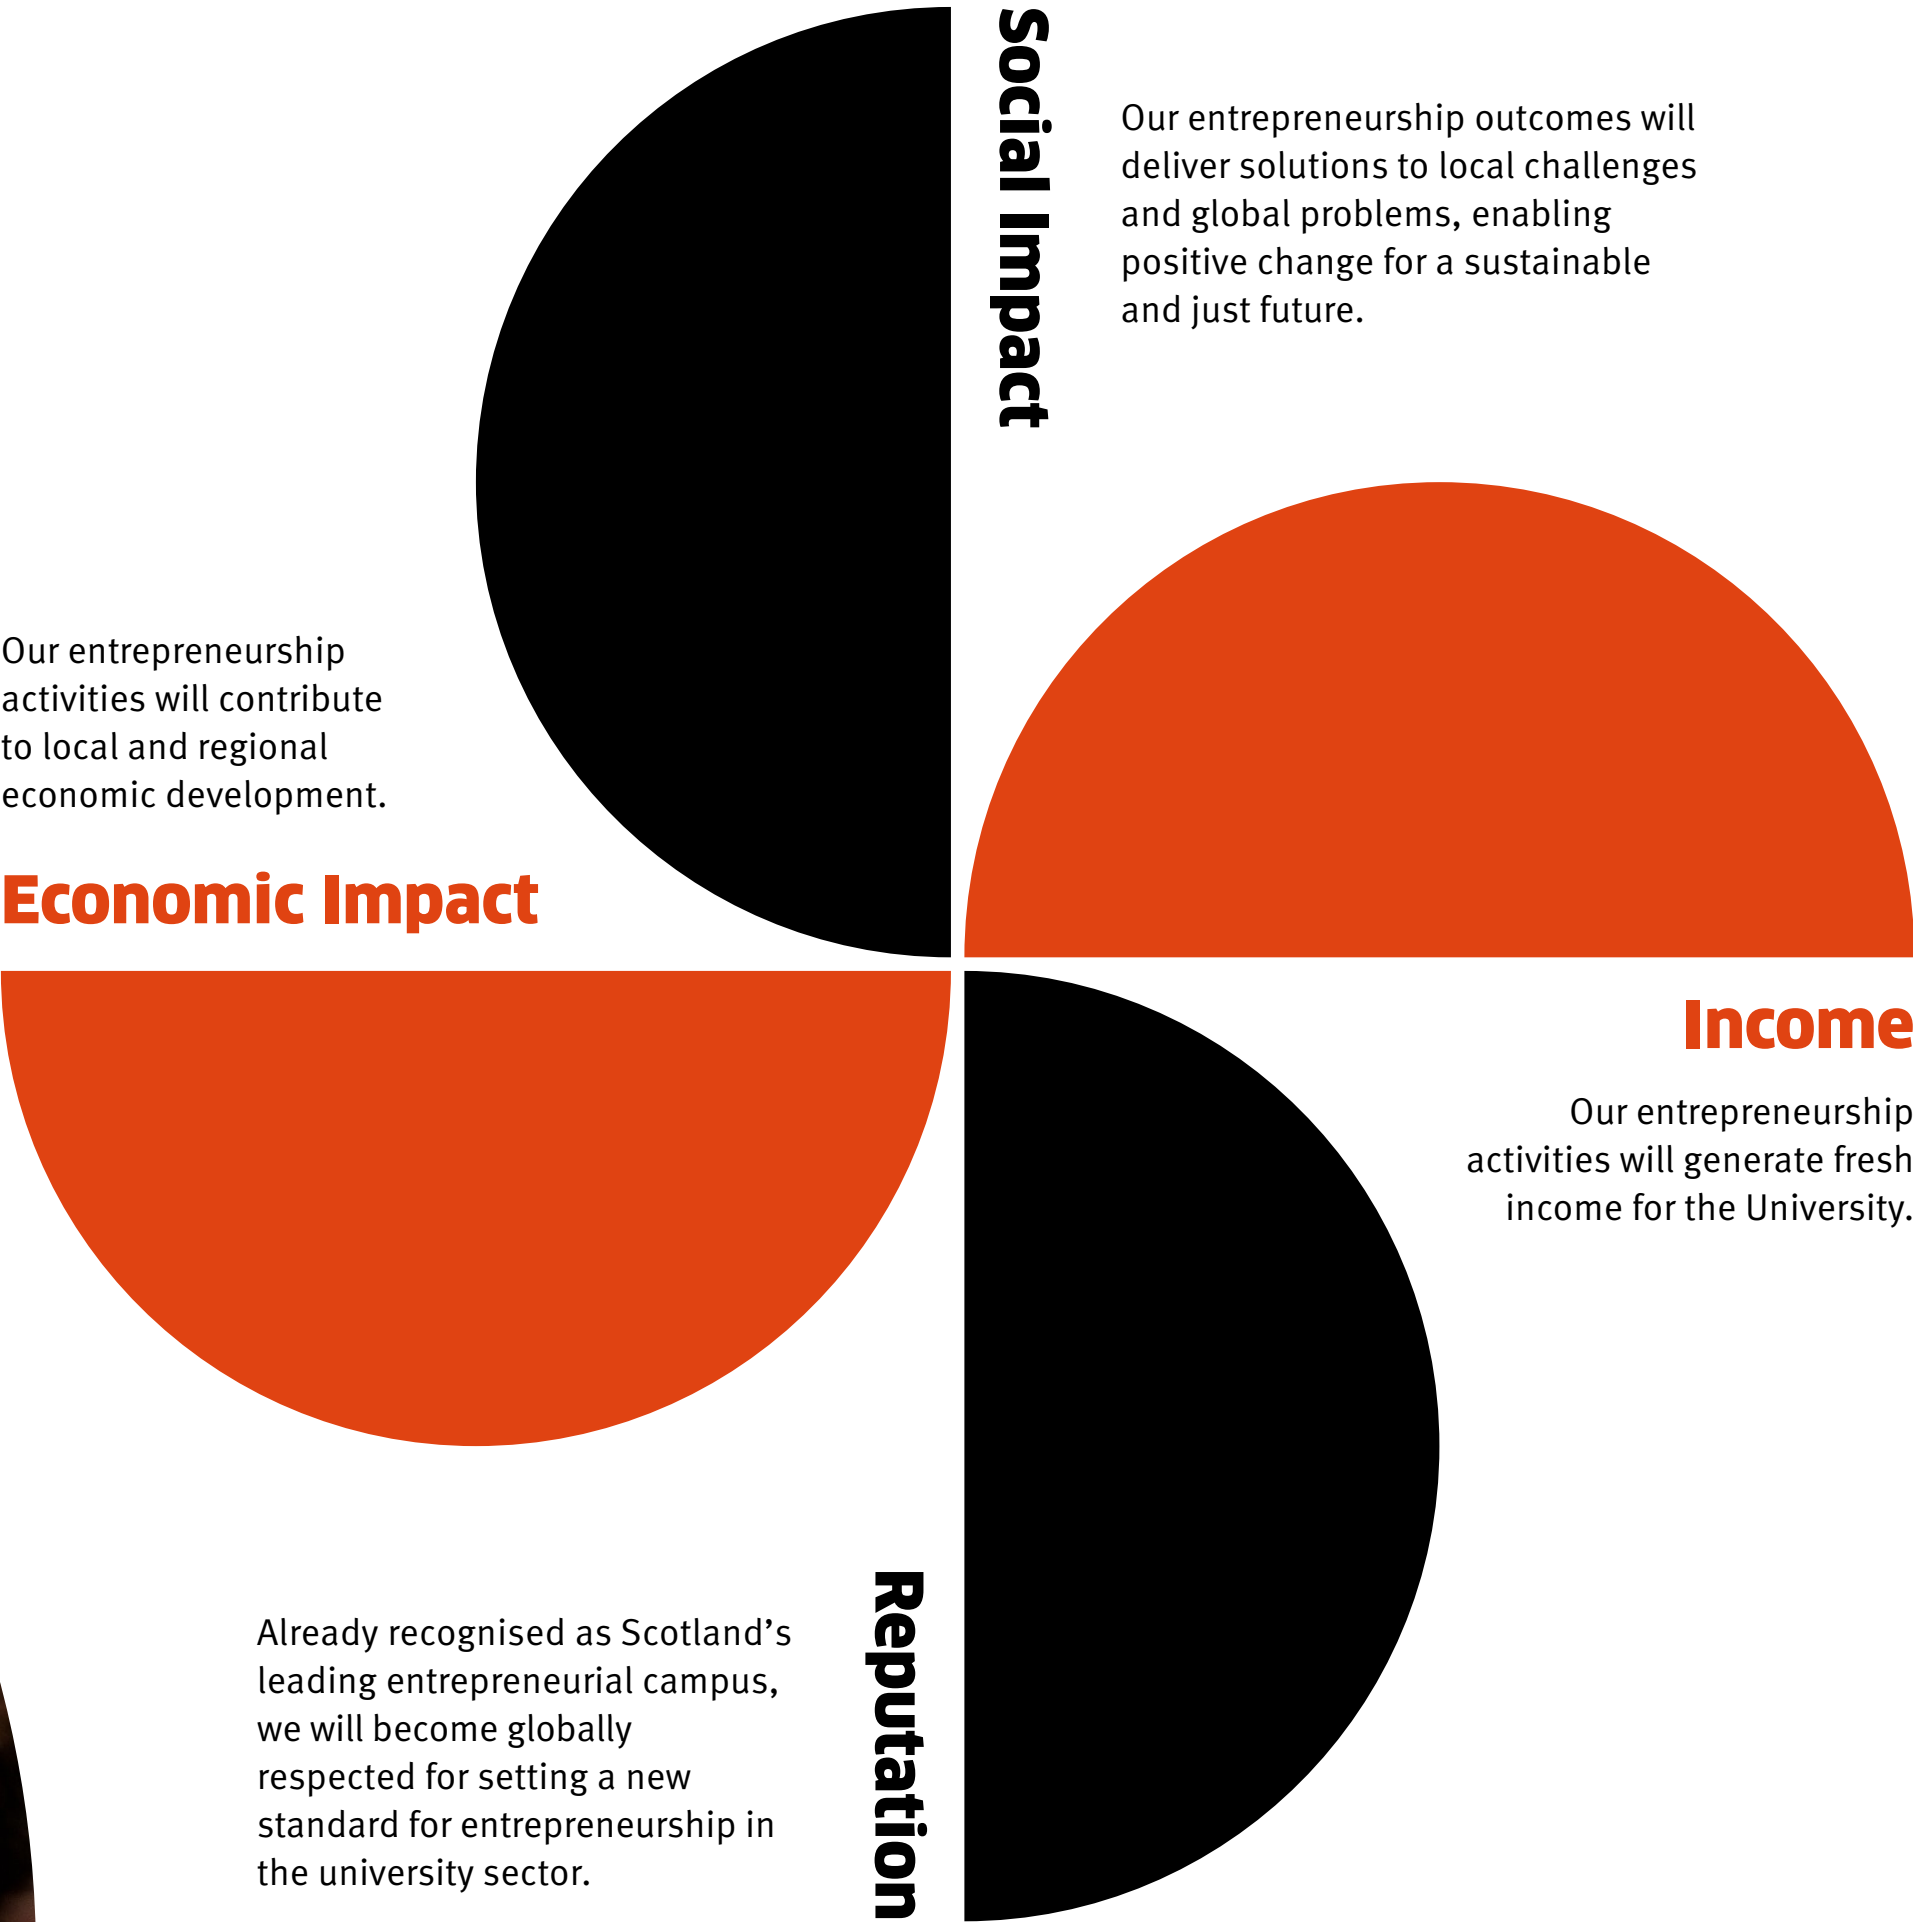 Social Impact
Our entrepreneurship outcomes will
deliver solutions to local challenges
and global problems, enabling
positive change for a sustainable
and just future.
Our entrepreneurship
activities will contribute
to local and regional
economic development.
Economic Impact
Income
Our entrepreneurship
activities will generate fresh
income for the University.
Already recognised as Scotland’s
leading entrepreneurial campus,
we will become globally
respected for setting a new
standard for entrepreneurship in
the university sector.
Reputation